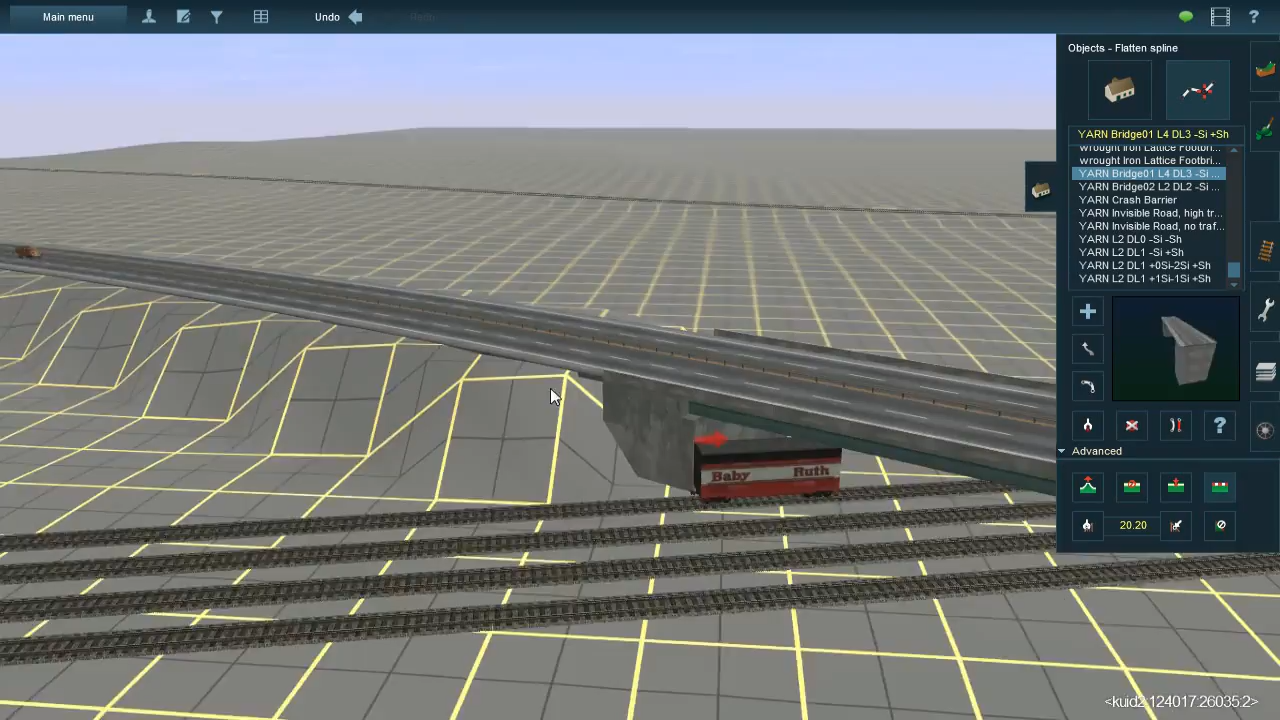 Main menu
Undo
Redo
?
Objects - Flatten spline
YARN Bridge01 L4 DL3 -Si +Sh
wrought Iron Lattice Footbri...
wrought Iron Lattice Footbri...
YARN Bridge01 L4 DL3 -Si ...
YARN Bridge02 L2 DL2 -Si ...
YARN Crash Barrier
YARN Invisible Road, high tr...
YARN Invisible Road, no traf...
YARN L2 DL0 -Si -Sh
YARN L2 DL1 -Si +Sh
YARN L2 DL1 +0Si-2Si +Sh
YARN L2 DL1 +1Si-1Si +Sh
?
Advanced
20.20
Baby Ruth
<kuid2:124017:26035:2>